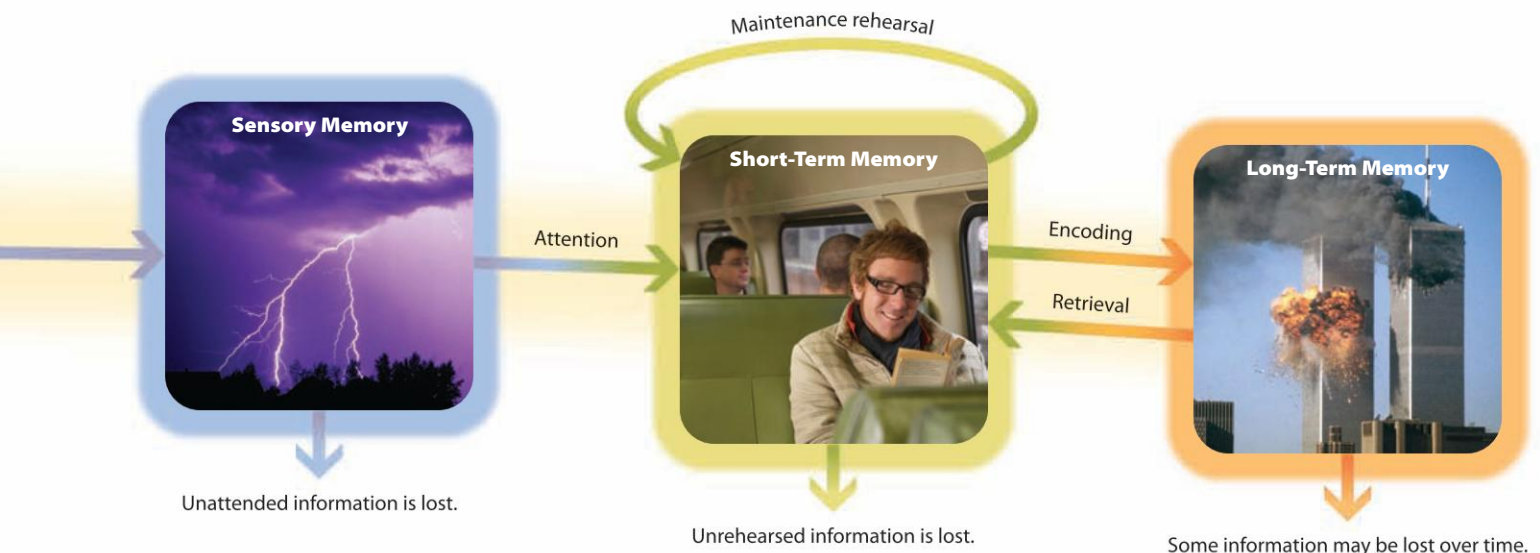 Maintenance rehearsal
Sensory Memory
Short-Term Memory
Long-Term Memory
Attention
Encoding
Retrieval
Unattended information is lost.
Unrehearsed information is lost.
Some information may be lost over time.